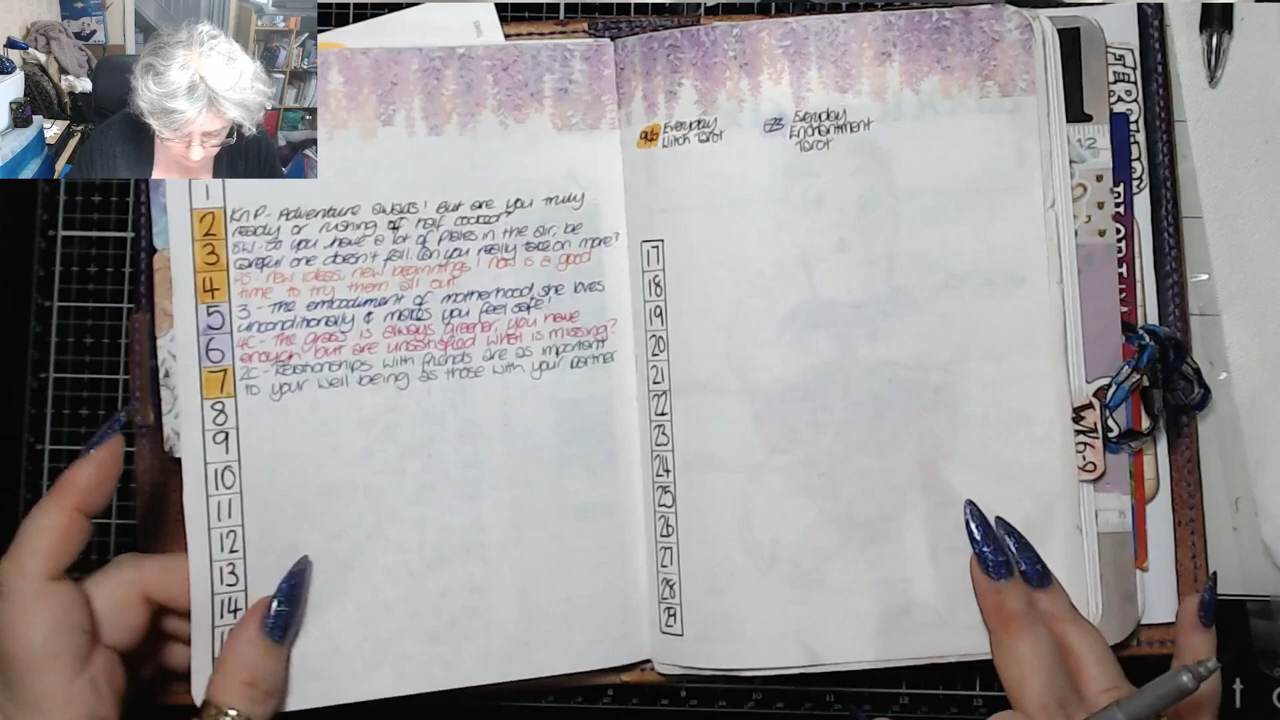 1
2
KnP - Adventure awaits! But are you truly
ready or rushing of half cocked?
3
8W - So you have a lot of plates in the air, be
careful one doesn't fall. Can you really take on more?
4
new ideas, new beginnings! now is a good
time to try them all out
5
3 - The embodiment of motherhood, she loves
unconditionally & makes you feel safe!
6
4C - The grass is always greener, you have
enough but are unsatisfied what is missing?
7
2C - Relationships with friends are as important
to your well being as those with your partner
8
9
10
11
12
13
14
Everyday
Witch Tarot
Everyday
Enchantment
Tarot
17
18
19
20
21
22
23
24
25
26
27
28
29
WK6-9